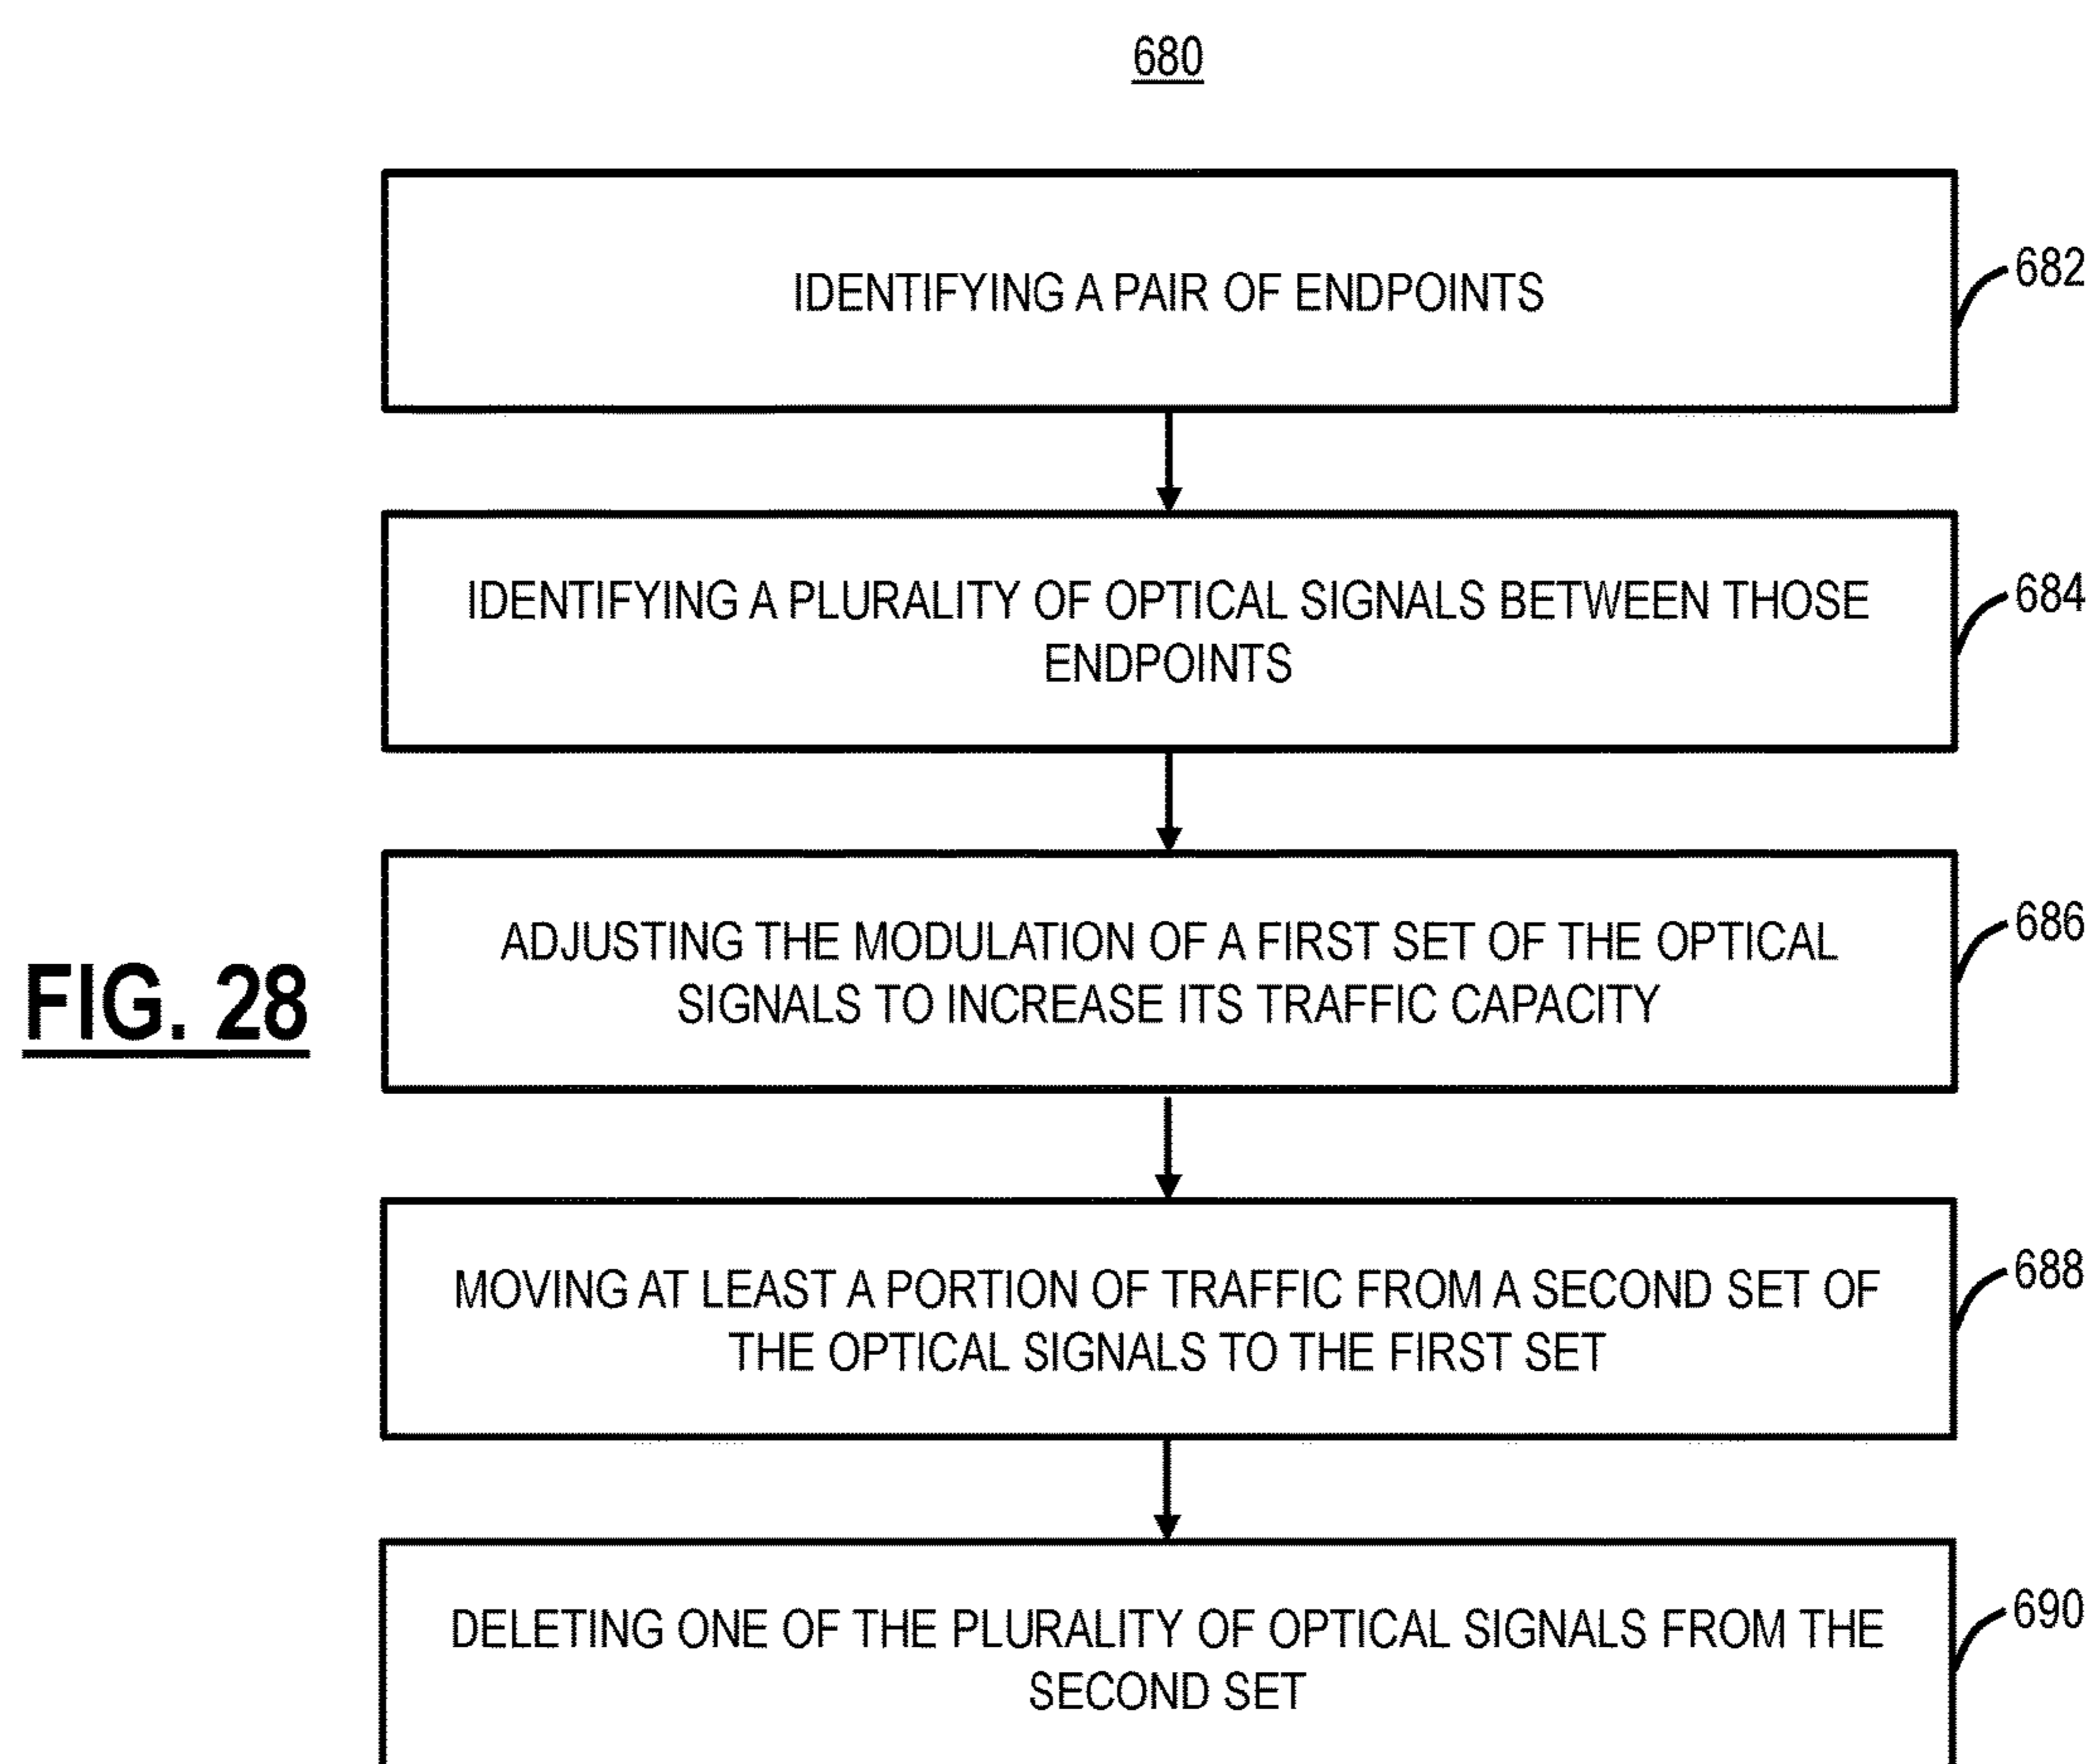 680
IDENTIFYING A PAIR OF ENDPOINTS
682
IDENTIFYING A PLURALITY OF OPTICAL SIGNALS BETWEEN THOSE
ENDPOINTS
684
ADJUSTING THE MODULATION OF A FIRST SET OF THE OPTICAL
SIGNALS TO INCREASE ITS TRAFFIC CAPACITY
686
FIG. 28
MOVING AT LEAST A PORTION OF TRAFFIC FROM A SECOND SET OF
THE OPTICAL SIGNALS TO THE FIRST SET
688
DELETING ONE OF THE PLURALITY OF OPTICAL SIGNALS FROM THE
SECOND SET
690